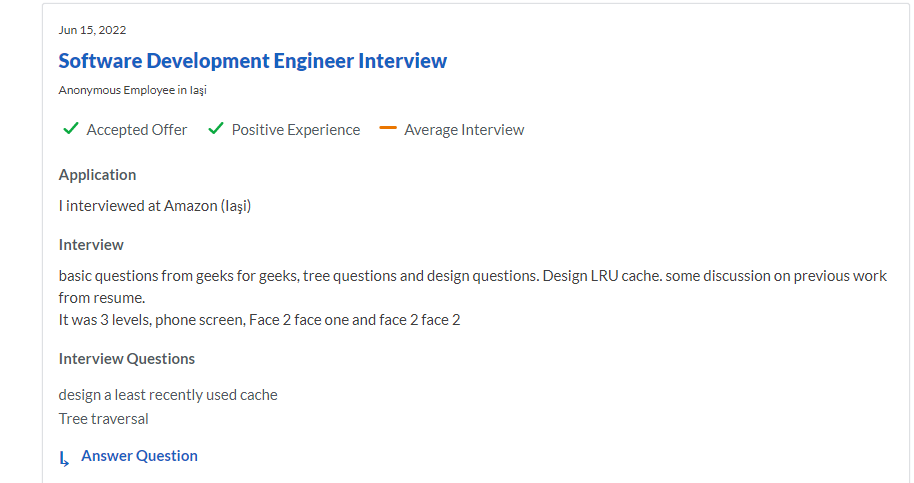 Jun 15, 2022
Software Development Engineer Interview
Anonymous Employee in Iaşi
Accepted Offer Positive Experience Average Interview
Application
I interviewed at Amazon (Iaşi)
Interview
basic questions from geeks for geeks, tree questions and design questions. Design LRU cache. some discussion on previous work
from resume.
It was 3 levels, phone screen, Face 2 face one and face 2 face 2
Interview Questions
design a least recently used cache
Tree traversal
Answer Question